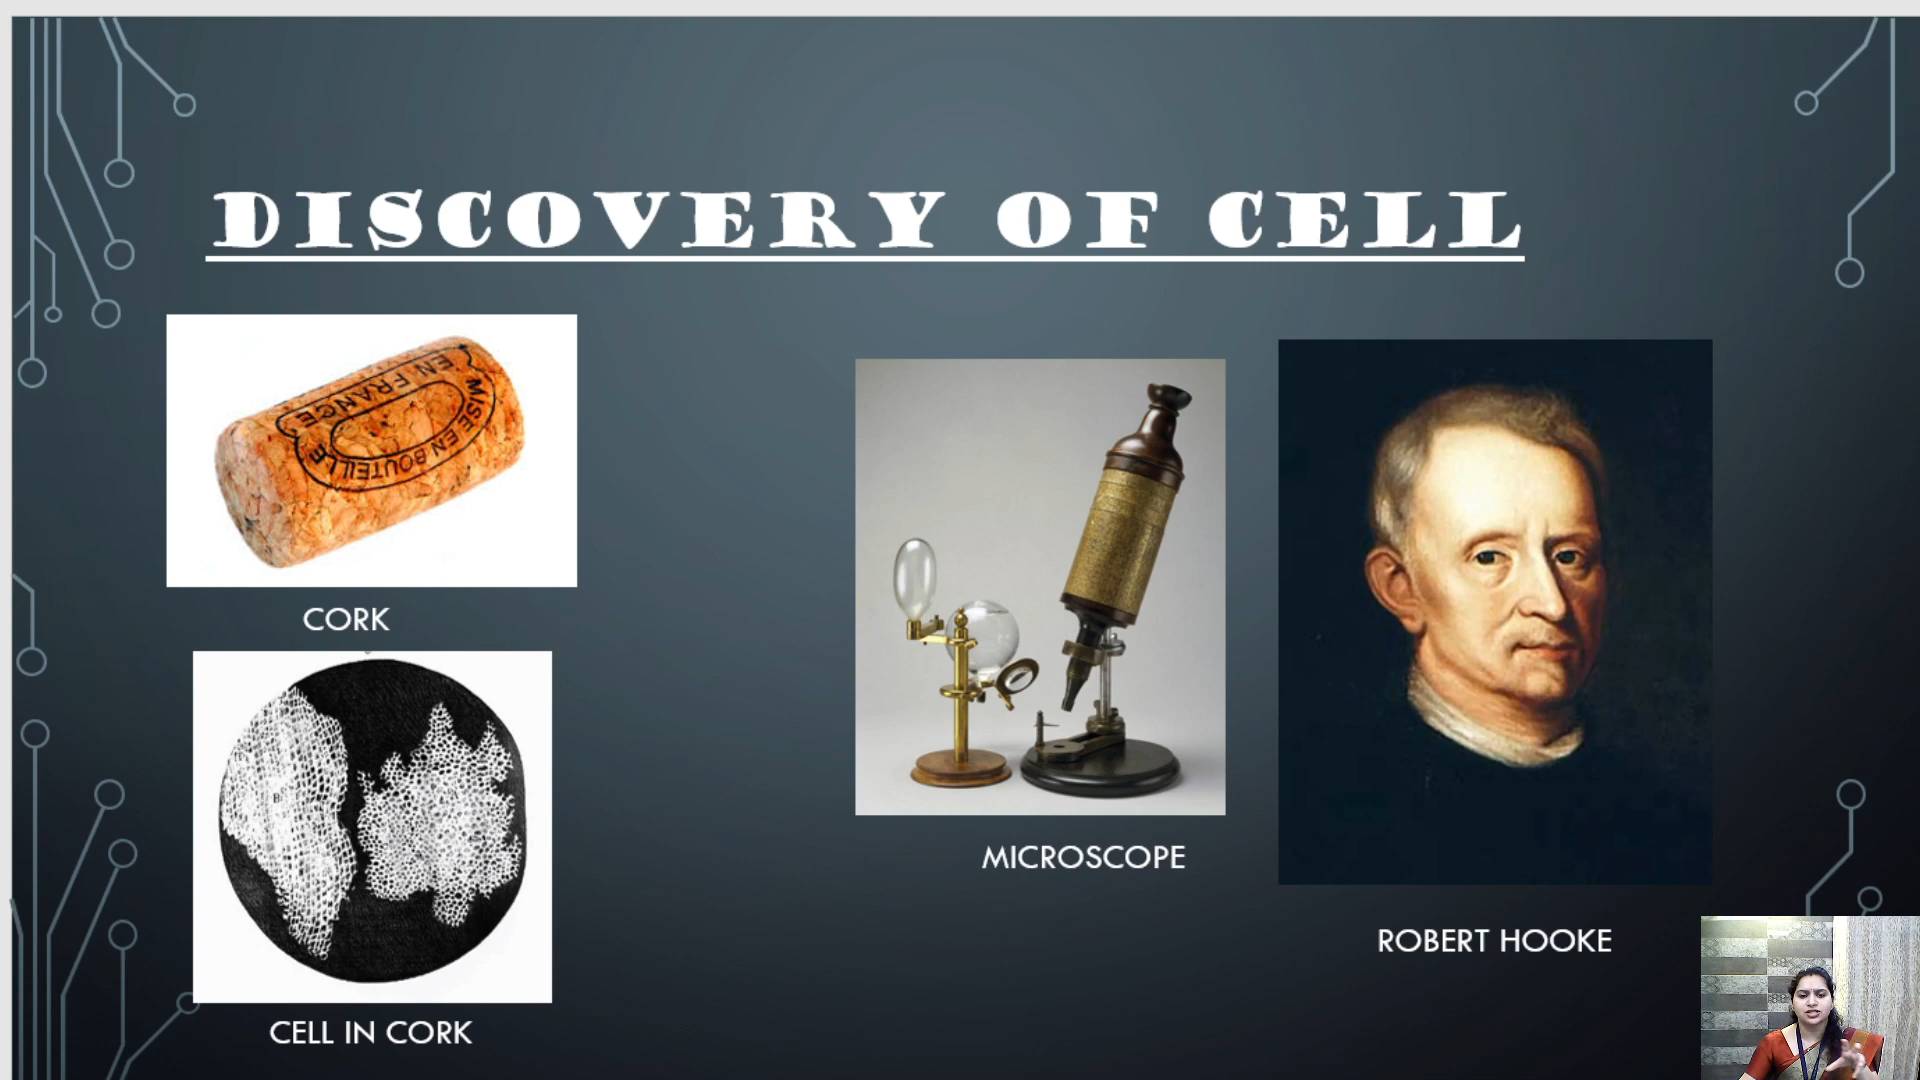 DISCOVERY OF CELL
EN FRANCE
MISE EN BOUTEILLE
CORK
B
CELL IN CORK
MICROSCOPE
ROBERT HOOKE